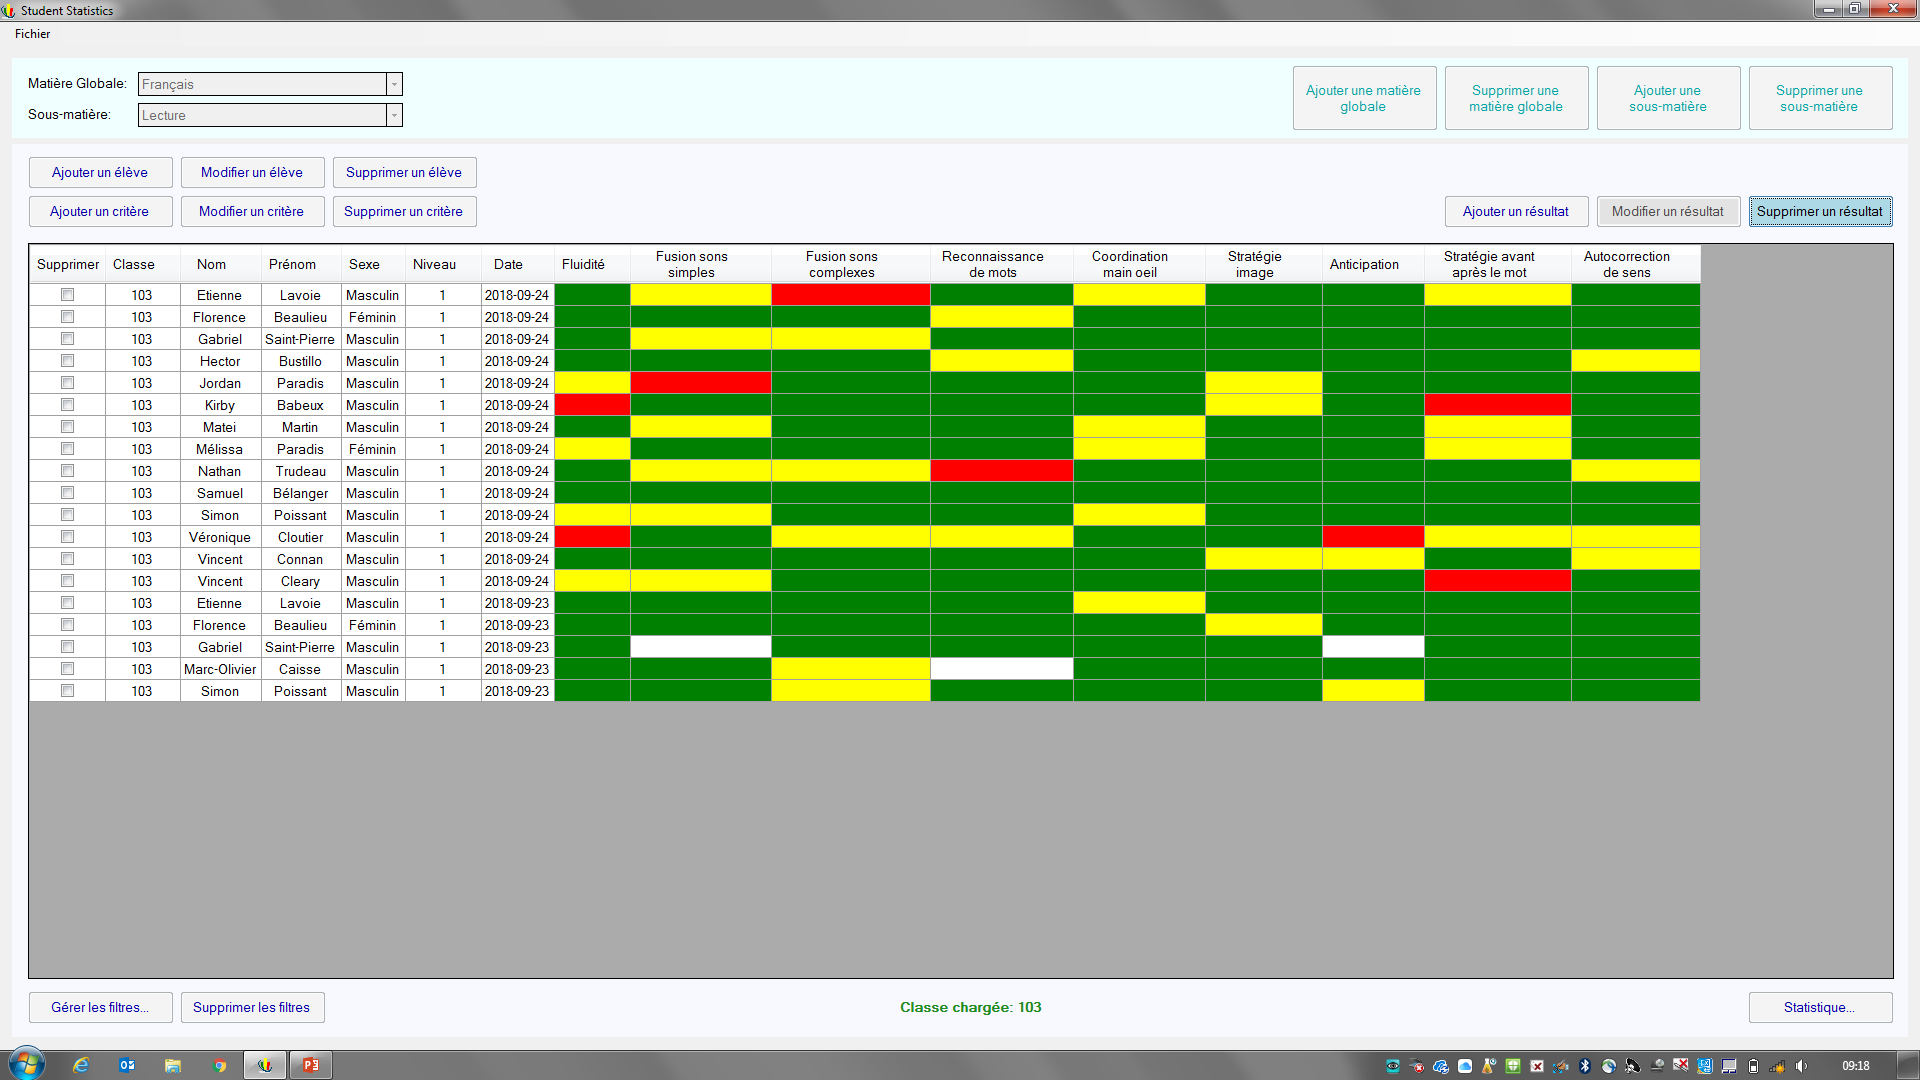 Student Statistics
Fichier
Matière Globale: Français
Sous-matière: Lecture
Ajouter une matière globale
Supprimer une matière globale
Ajouter une sous-matière
Supprimer une sous-matière
Ajouter un élève Modifier un élève Supprimer un élève
Ajouter un critère Modifier un critère Supprimer un critère
Ajouter un résultat Modifier un résultat Supprimer un résultat
Supprimer Classe Nom Prénom Sexe Niveau Date Fluidité Fusion sons simples Fusion sons complexes Reconnaissance de mots Coordination main oeil Stratégie image Anticipation Stratégie avant après le mot Autocorrection de sens
103 Etienne Lavoie Masculin 1 2018-09-24
103 Florence Beaulieu Féminin 1 2018-09-24
103 Gabriel Saint-Pierre Masculin 1 2018-09-24
103 Hector Bustillo Masculin 1 2018-09-24
103 Jordan Paradis Masculin 1 2018-09-24
103 Kirby Babeux Masculin 1 2018-09-24
103 Matei Martin Masculin 1 2018-09-24
103 Mélissa Paradis Féminin 1 2018-09-24
103 Nathan Trudeau Masculin 1 2018-09-24
103 Samuel Bélanger Masculin 1 2018-09-24
103 Simon Poissant Masculin 1 2018-09-24
103 Véronique Cloutier Masculin 1 2018-09-24
103 Vincent Connan Masculin 1 2018-09-24
103 Vincent Cleary Masculin 1 2018-09-24
103 Etienne Lavoie Masculin 1 2018-09-23
103 Florence Beaulieu Féminin 1 2018-09-23
103 Gabriel Saint-Pierre Masculin 1 2018-09-23
103 Marc-Olivier Caisse Masculin 1 2018-09-23
103 Simon Poissant Masculin 1 2018-09-23
Gérer les filtres... Supprimer les filtres Classe chargée: 103 Statistique...
09:18